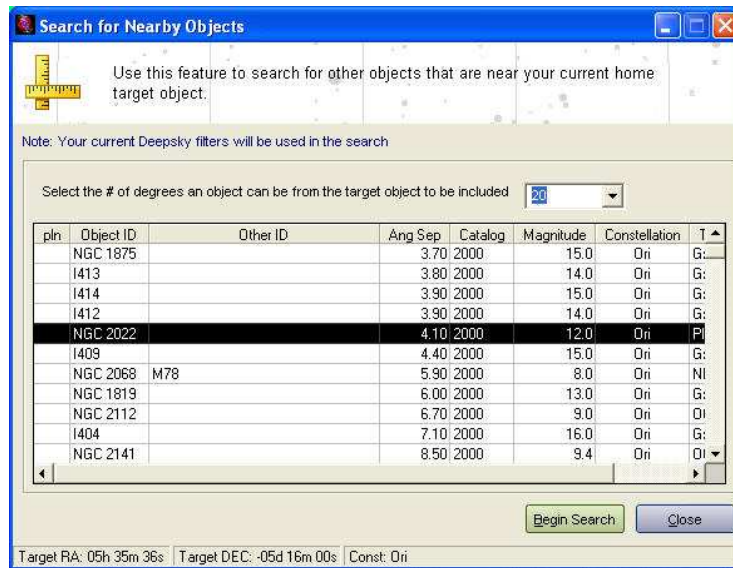 Search for Nearby Objects
Use this feature to search for other objects that are near your current home
target object.
Note: Your current Deepsky filters will be used in the search
Select the # of degrees an object can be from the target object to be included 20
pln Object ID Other ID Ang Sep Catalog Magnitude Constellation T
NGC 1875 3.70 2000 15.0 Ori G
I413 3.80 2000 14.0 Ori G
I414 3.90 2000 15.0 Ori G
I412 3.90 2000 14.0 Ori G
NGC 2022 4.10 2000 12.0 Ori Pl
I409 4.40 2000 15.0 Ori G
NGC 2068 M78 5.90 2000 8.0 Ori
NGC 1819 6.00 2000 13.0 Ori G
NGC 2112 6.70 2000 9.0 Ori
I404 7.10 2000 16.0 Ori G
NGC 2141 8.50 2000 9.4 Ori
Begin Search Close
Target RA: 05h 35m 36s Target DEC: -05d 16m 00s Const: Ori